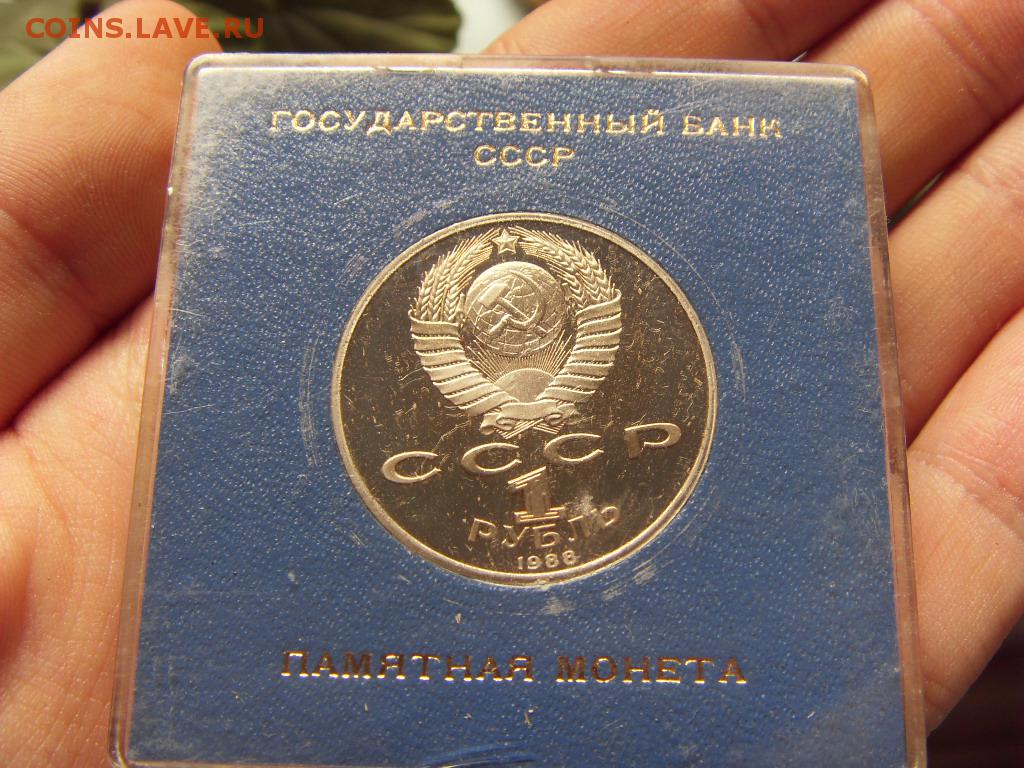 COINS.LAVE.RU
ГОСУДАРСТВЕННЫЙ БАНК
СССР
СССР
1
РУБЛЬ
1988
ПАМЯТНАЯ МОНЕТА